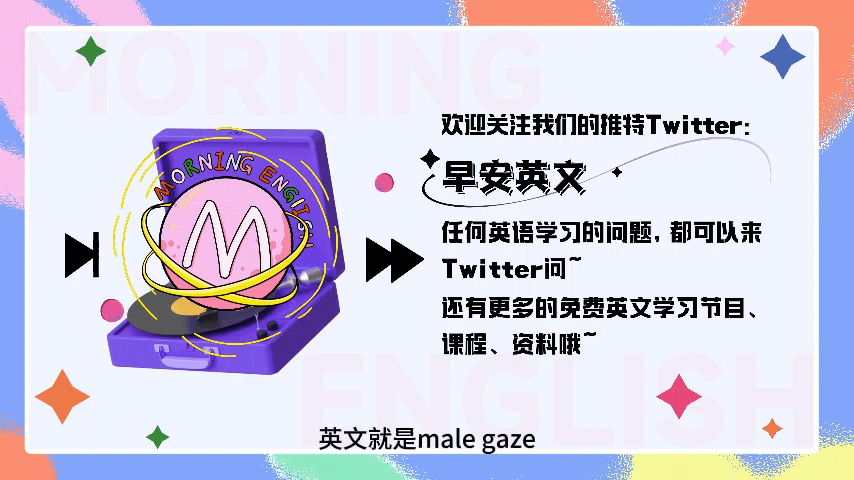 MORNING
MORNING ENGLISH
M
欢迎关注我们的推特Twitter:
早安英文
任何英语学习的问题,都可以来
Twitter问~
还有更多的免费英文学习节目、
课程、资料哦~
ENGLISH
英文就是male gaze